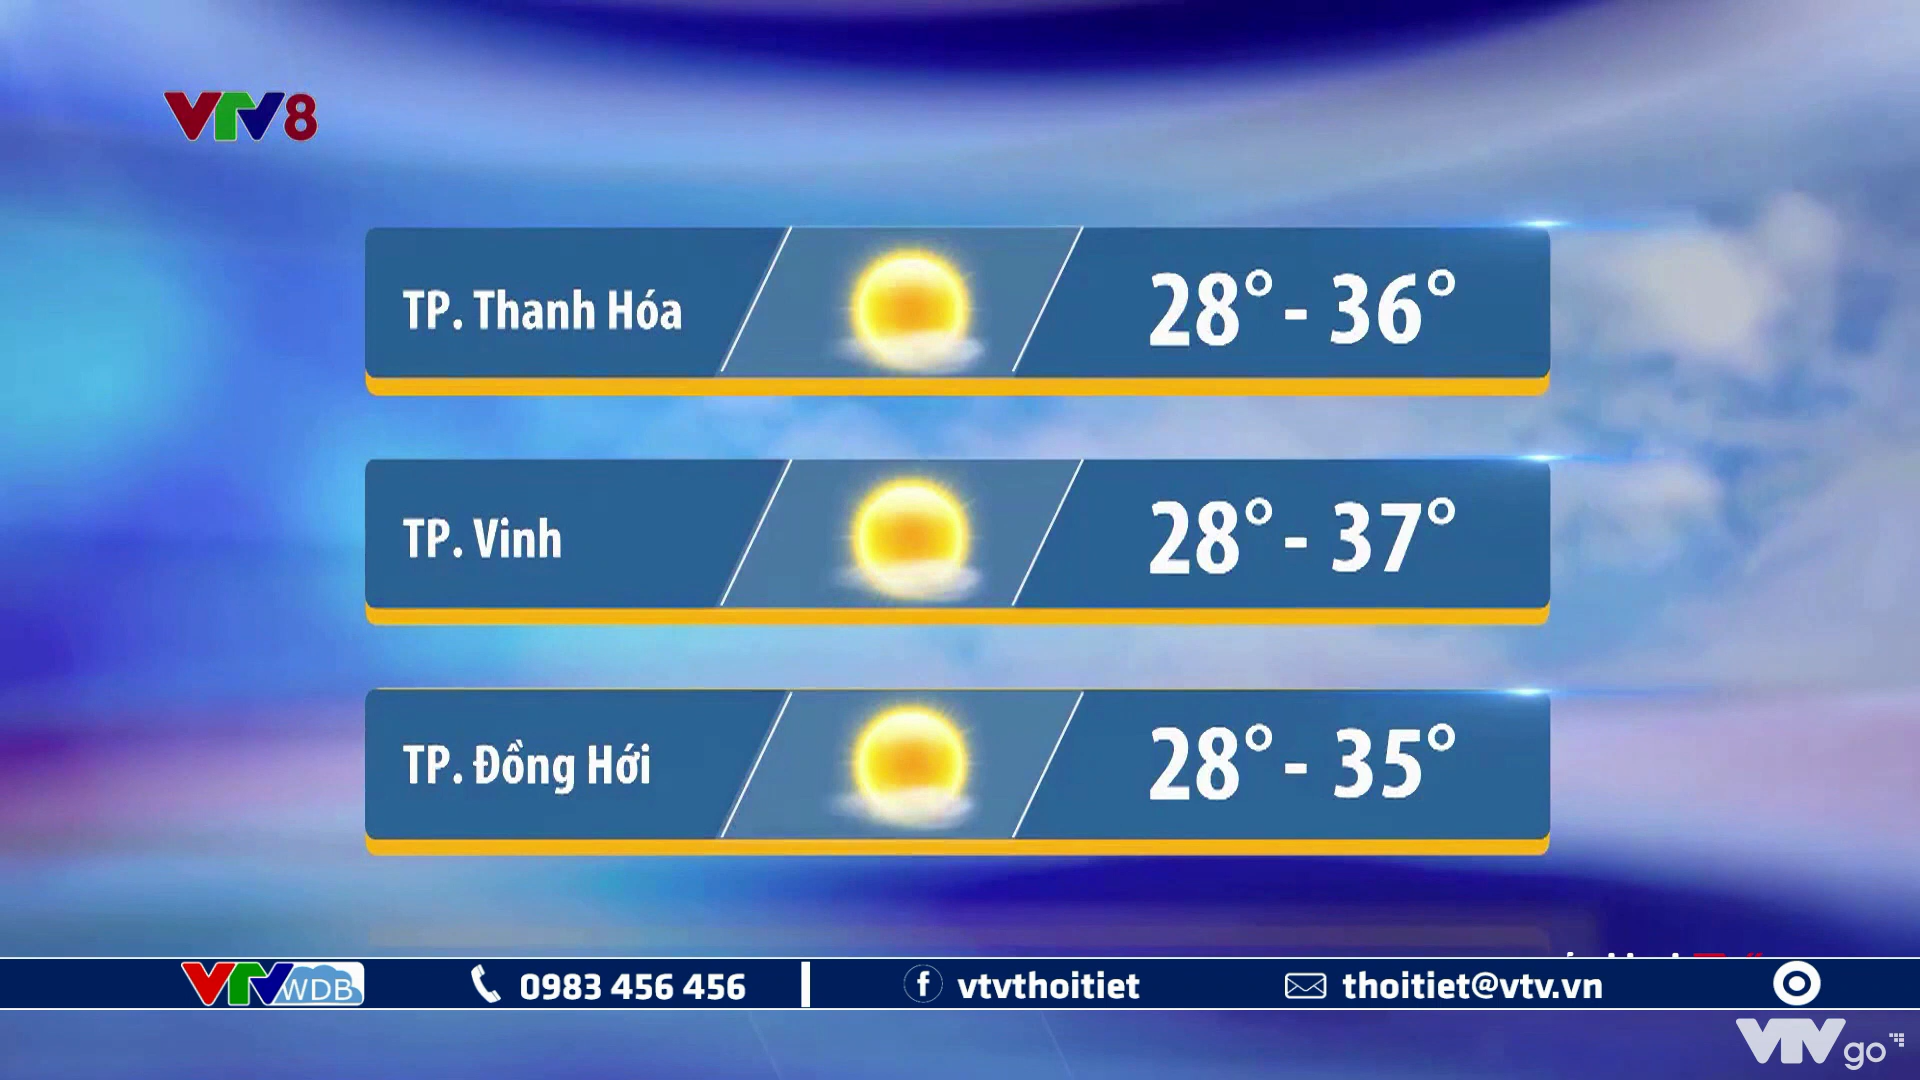 VTV8
TP. Thanh Hóa
28° - 36°
TP. Vinh
28° - 37°
TP. Đồng Hới
28° - 35°
VTV WDB
0983 456 456
vtvthoitiet
thoitiet@vtv.vn
VTV go